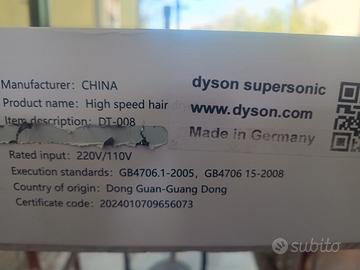 Manufacturer: CHINA
Product name: High speed hair
Item description: DT-008
Rated input: 220V/110V
Execution standards: GB4706.1-2005, GB4706 15-2008
Country of origin: Dong Guan-Guang Dong
Certificate code: 2024010709656073
dyson supersonic
www.dyson.com
Made in Germany
subito